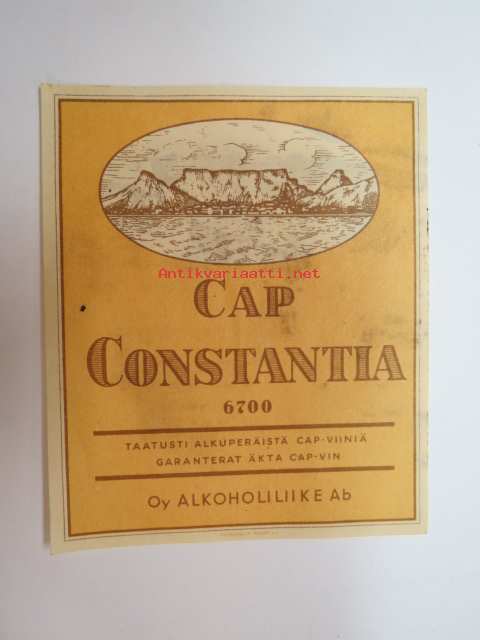 Antikvariaatti.net
CAP
CONSTANTIA
6700
TAATUSTI ALKUPERÄISTÄ CAP-VIINIÄ
GARANTERAT ÄKTA CAP-VIN
Oy ALKOHOLILIIKE Ab